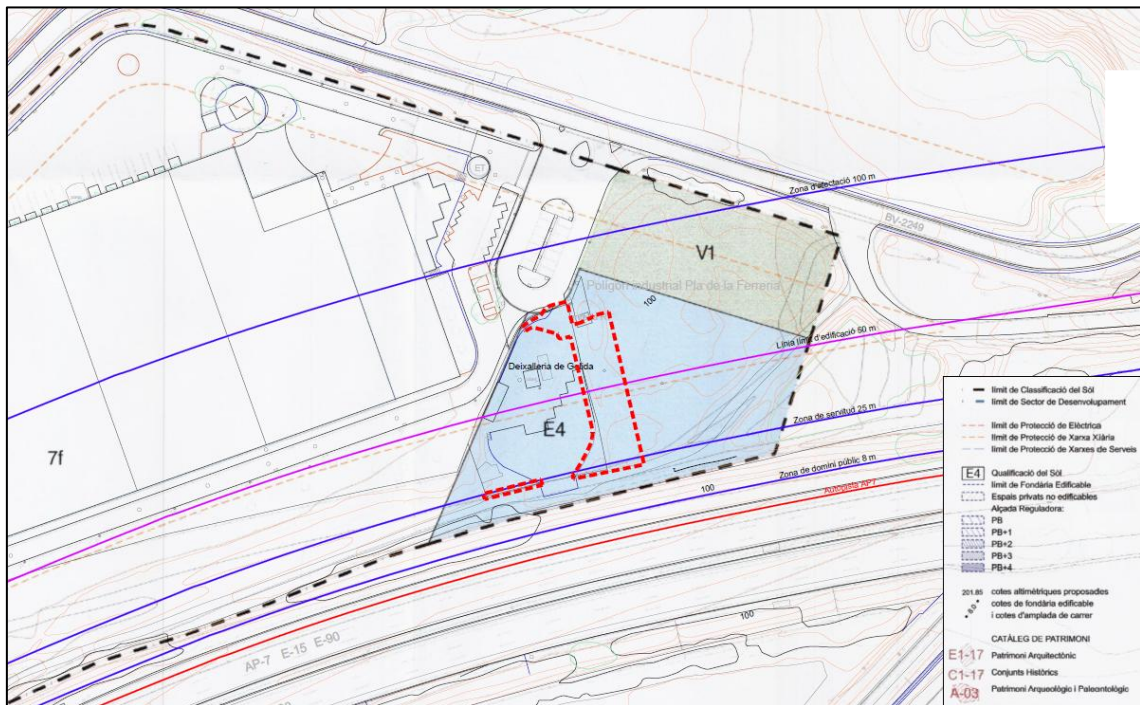 ET
Zona d'afectació 100 m
BV-2249
V1
Polígon industrial Pla de la Ferreria
100
Línia límit d'edificació 50 m
Deixalleria de Gelida
E4
Zona de servitud 25 m
7f
Zona de domini públic 8 m
Autopista AP7
100
100
AP-7 E-15 E-90
límit de Classificació del Sòl
límit de Sector de Desenvolupament
límit de Protecció de Elèctrica
límit de Protecció de Xarxa Viària
límit de Protecció de Xarxes de Serveis
E4 Qualificació del Sòl
límit de Fondària Edificable
Espais privats no edificables
Alçada Reguladora:
PB
PB+1
PB+2
PB+3
PB+4
201.85 cotes altimètriques proposades
8,0 cotes de fondària edificable
i cotes d'amplada de carrer
CATÀLEG DE PATRIMONI
E1-17 Patrimoni Arquitectònic
C1-17 Conjunts Històrics
A-03 Patrimoni Arqueològic i Paleontològic